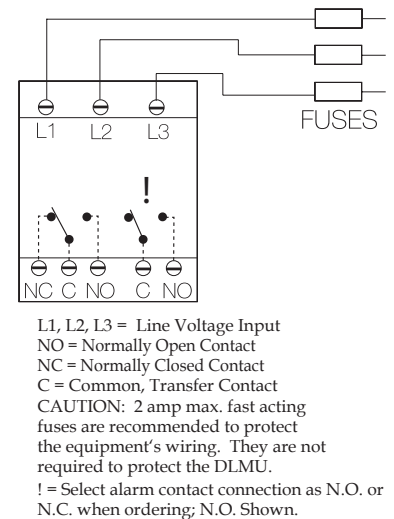 FUSES
L1 L2 L3
!
NC C NO C NO
L1, L2, L3 = Line Voltage Input
NO = Normally Open Contact
NC = Normally Closed Contact
C = Common, Transfer Contact
CAUTION: 2 amp max. fast acting
fuses are recommended to protect
the equipment's wiring. They are not
required to protect the DLMU.
! = Select alarm contact connection as N.O. or
N.C. when ordering; N.O. Shown.